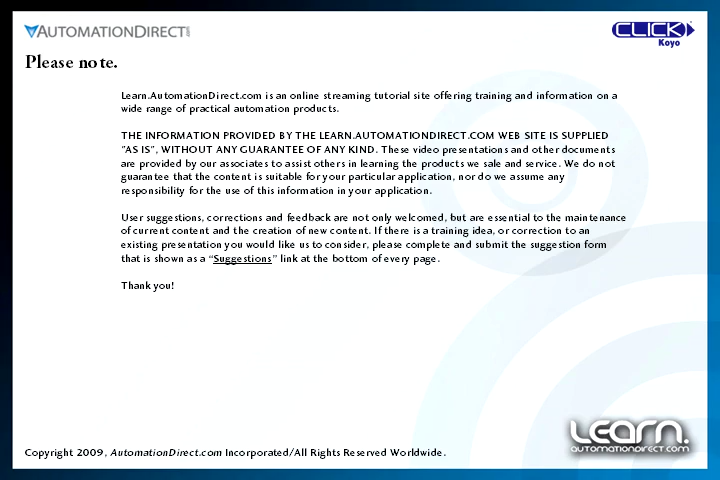 AUTOMATIONDIRECT
CLICK
Koyo
Please note.
Learn.AutomationDirect.com is an online streaming tutorial site offering training and information on a
wide range of practical automation products.
THE INFORMATION PROVIDED BY THE LEARN.AUTOMATIONDIRECT.COM WEB SITE IS SUPPLIED
"AS IS", WITHOUT ANY GUARANTEE OF ANY KIND. These video presentations and other documents
are provided by our associates to assist others in learning the products we sale and service. We do not
guarantee that the content is suitable for your particular application, nor do we assume any
responsibility for the use of this information in your application.
User suggestions, corrections and feedback are not only welcomed, but are essential to the maintenance
of current content and the creation of new content. If there is a training idea, or correction to an
existing presentation you would like us to consider, please complete and submit the suggestion form
that is shown as a “Suggestions” link at the bottom of every page.
Thank you!
LEARN.
AUTOMATIONDIRECT.COM
Copyright 2009, AutomationDirect.com Incorporated/All Rights Reserved Worldwide.